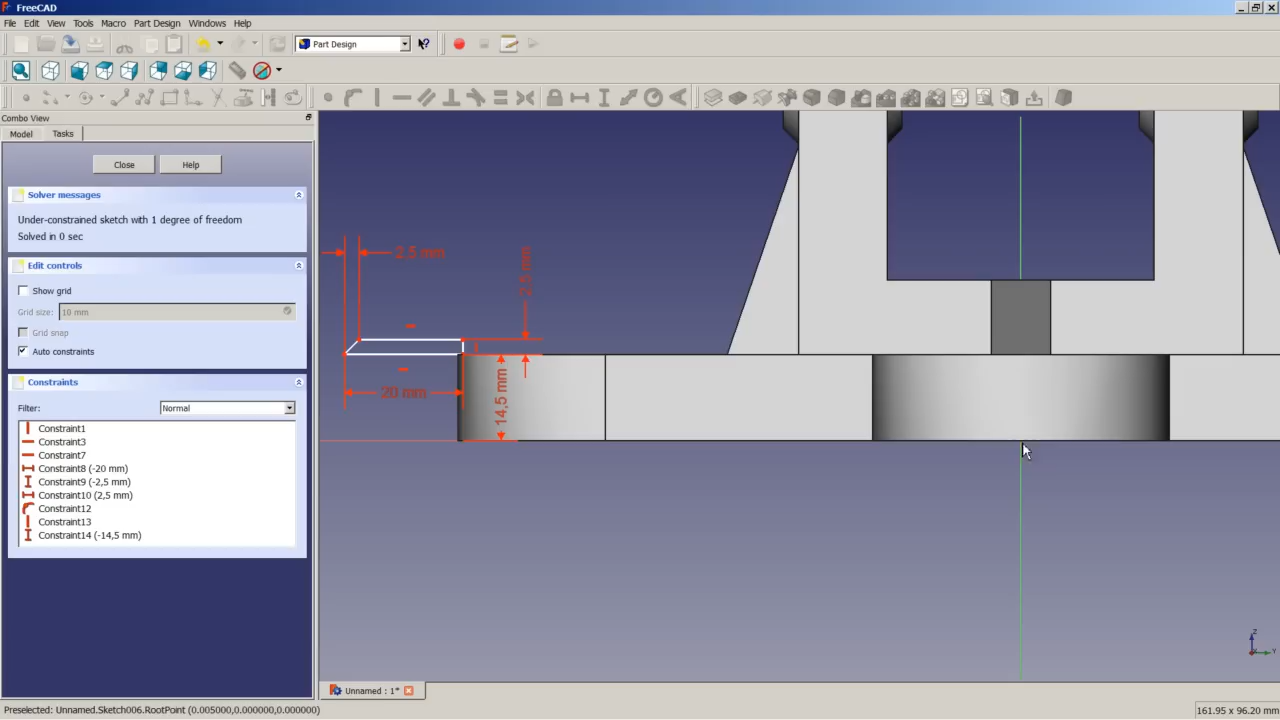 FreeCAD
File Edit View Tools Macro Part Design Windows Help
Part Design
Combo View
Model Tasks
Close Help
Solver messages
Under-constrained sketch with 1 degree of freedom
Solved in 0 sec
Edit controls
Show grid
Grid size: 10 mm
Grid snap
Auto constraints
Constraints
Filter: Normal
Constraint1
Constraint3
Constraint7
Constraint8 (-20 mm)
Constraint9 (-2,5 mm)
Constraint10 (2,5 mm)
Constraint12
Constraint13
Constraint14 (-14,5 mm)
2.5 mm
2.5 mm
20 mm
14,5 mm
Z
Y
Unnamed : 1*
Preselected: Unnamed.Sketch006.RootPoint (0.005000,0.000000,0.000000)
161.95 x 96.20 mm